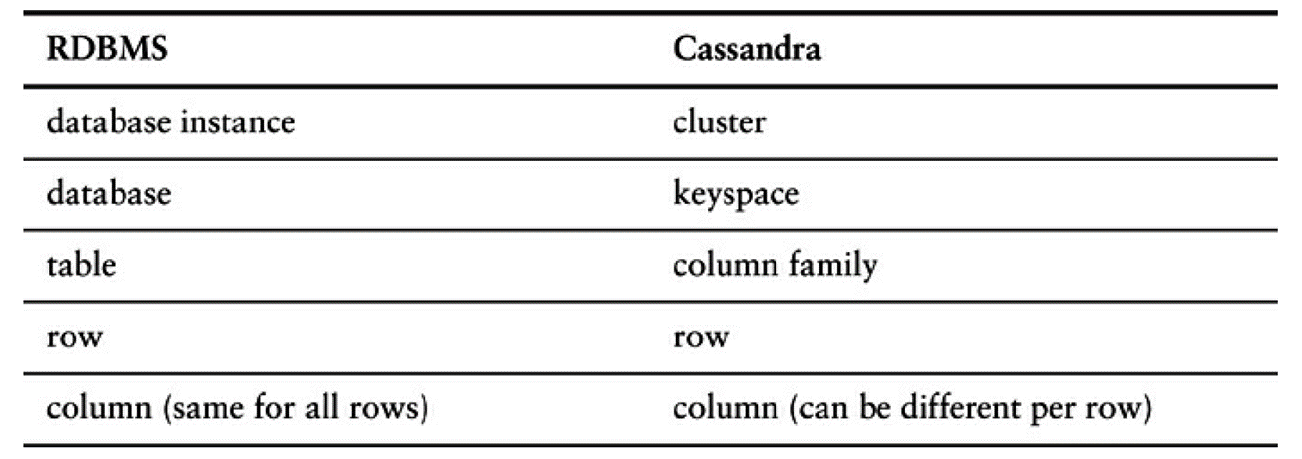 RDBMS Cassandra
database instance cluster
database keyspace
table column family
row row
column (same for all rows) column (can be different per row)